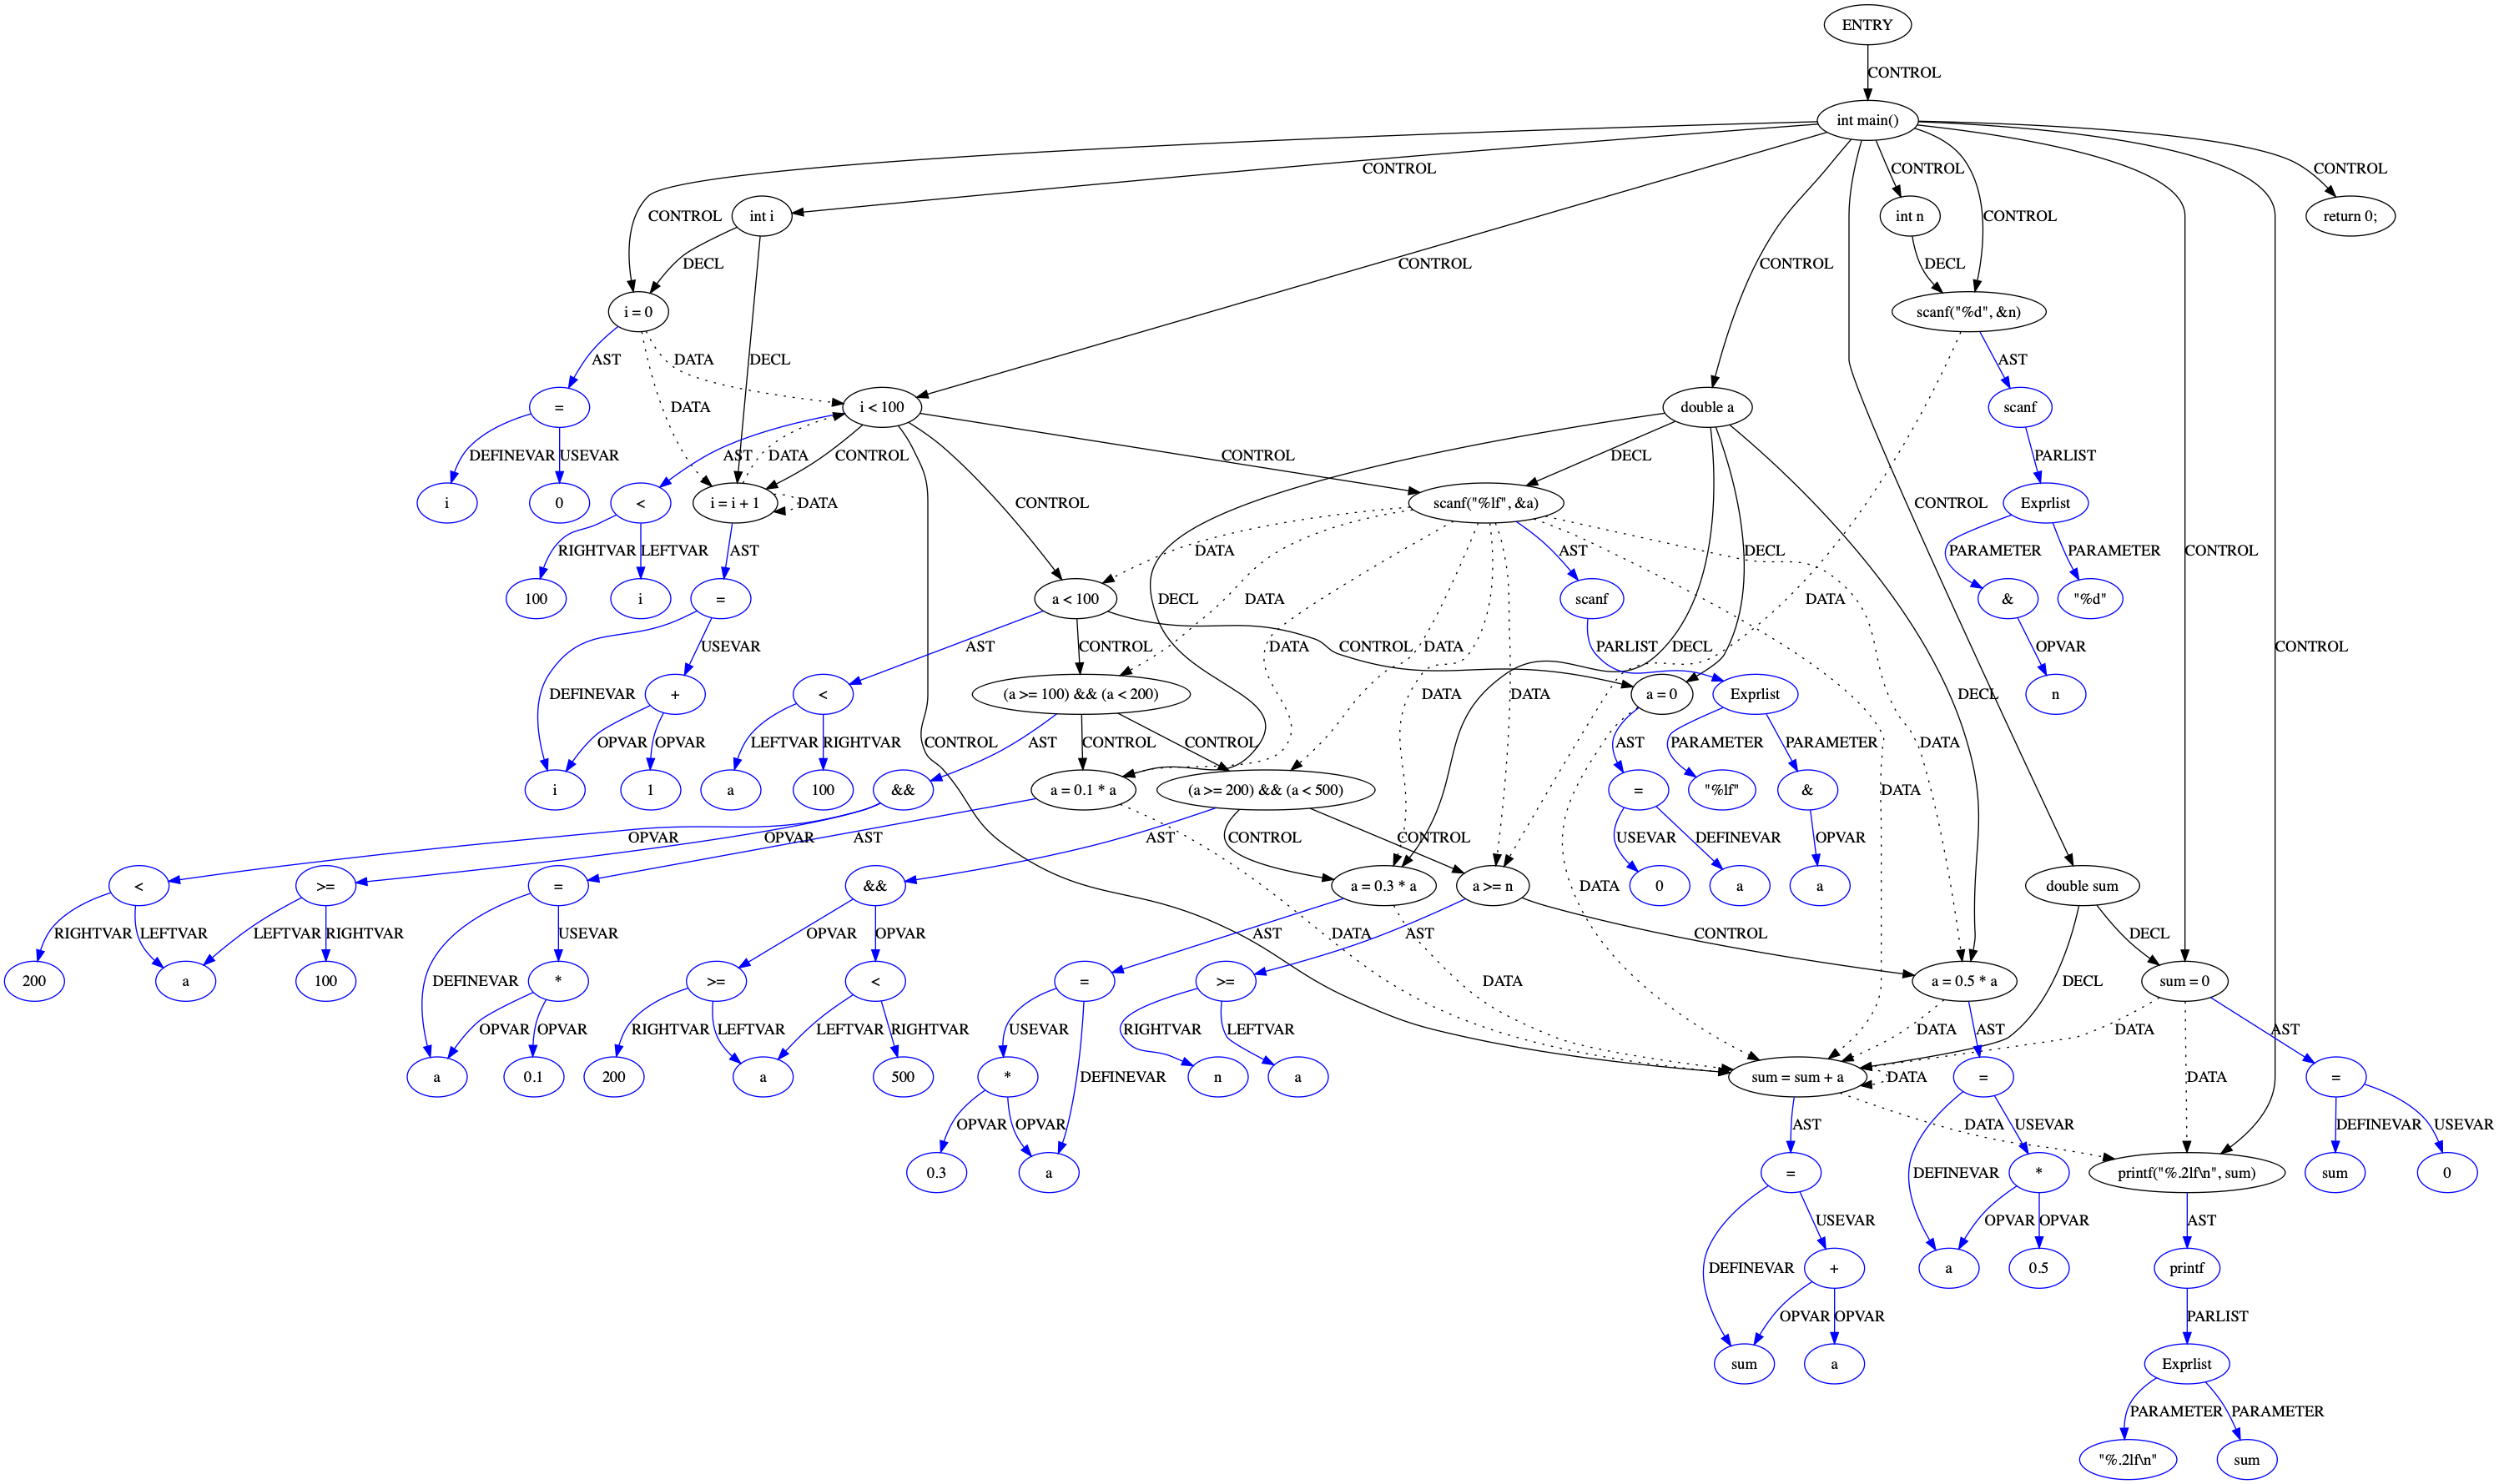 ENTRY
CONTROL
int main()
CONTROL
CONTROL
CONTROL
CONTROL
int i
int n
return 0;
CONTROL
CONTROL
DECL
CONTROL
CONTROL
DECL
i = 0
scanf("%d", &n)
AST
DATA
DECL
AST
=
i < 100
double a
scanf
DATA
DEFINEVAR
USEVAR
AST
DATA
CONTROL
CONTROL
DECL
PARLIST
i
0
<
i = i + 1
DATA
CONTROL
scanf("%lf", &a)
CONTROL
Exprlist
RIGHTVAR
LEFTVAR
AST
DATA
AST
DECL
CONTROL
PARAMETER
PARAMETER
100
i
=
a < 100
DECL
DATA
scanf
DATA
&
"%d"
USEVAR
AST
CONTROL
DATA
DATA
PARLIST
DECL
CONTROL
OPVAR
CONTROL
DEFINEVAR
+
<
(a >= 100) && (a < 200)
DATA
DATA
a = 0
Exprlist
DECL
n
OPVAR
OPVAR
LEFTVAR
RIGHTVAR
CONTROL
AST
CONTROL
CONTROL
AST
PARAMETER
PARAMETER
DATA
i
1
a
100
&&
a = 0.1 * a
(a >= 200) && (a < 500)
=
"%lf"
&
DATA
OPVAR
OPVAR
AST
AST
CONTROL
CONTROL
USEVAR
DEFINEVAR
OPVAR
<
>=
=
&&
a = 0.3 * a
a >= n
DATA
0
a
a
double sum
RIGHTVAR
LEFTVAR
LEFTVAR
RIGHTVAR
USEVAR
OPVAR
OPVAR
AST
DATA
AST
CONTROL
DECL
200
a
100
DEFINEVAR
*
>=
<
=
DATA
>=
a = 0.5 * a
DECL
sum = 0
OPVAR
OPVAR
RIGHTVAR
LEFTVAR
LEFTVAR
RIGHTVAR
USEVAR
RIGHTVAR
LEFTVAR
DATA
AST
DATA
AST
a
0.1
200
a
500
*
DEFINEVAR
n
a
sum = sum + a
DATA
=
DATA
=
OPVAR
OPVAR
AST
DATA
USEVAR
DEFINEVAR
USEVAR
0.3
a
=
DEFINEVAR
*
printf("%.2lf\n", sum)
sum
0
USEVAR
OPVAR
OPVAR
AST
DEFINEVAR
+
a
0.5
printf
OPVAR
OPVAR
PARLIST
sum
a
Exprlist
PARAMETER
PARAMETER
"%.2lf\n"
sum